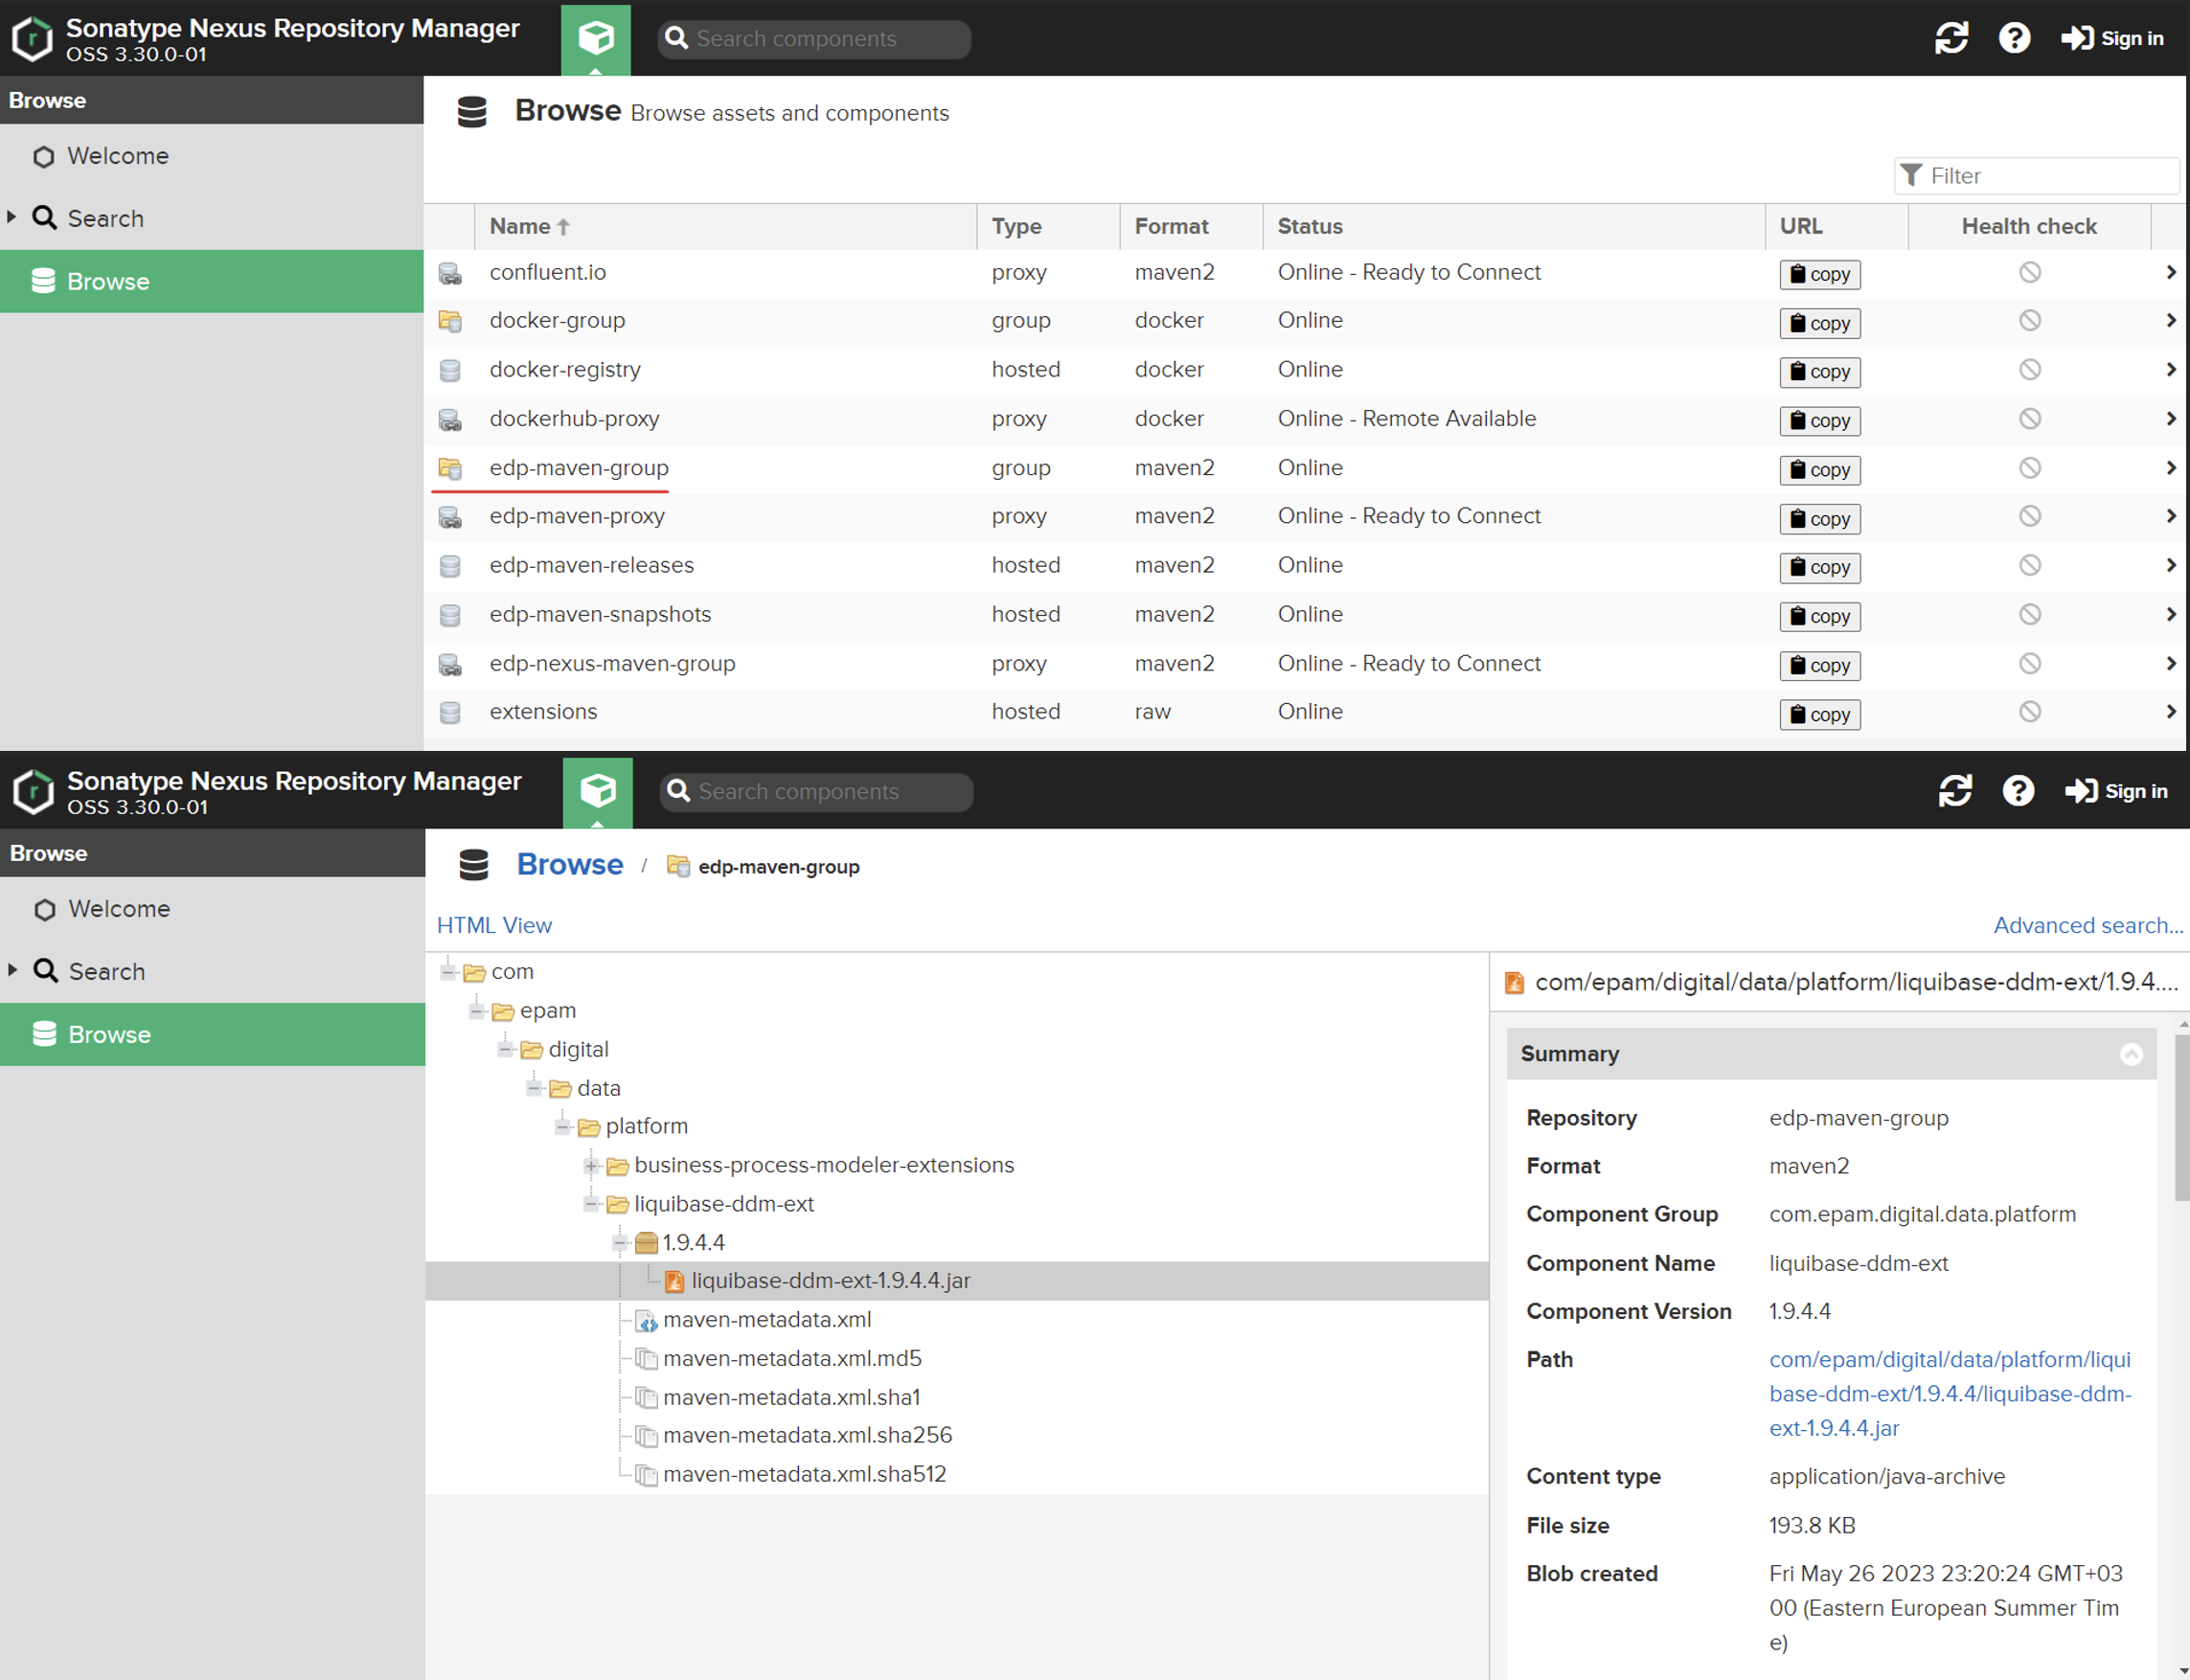 Sonatype Nexus Repository Manager
OSS 3.30.0-01
Search components
Sign in
Browse
Welcome
Search
Browse
Browse Browse assets and components
Filter
Name Type Format Status URL Health check
confluent.io proxy maven2 Online - Ready to Connect copy
docker-group group docker Online copy
docker-registry hosted docker Online copy
dockerhub-proxy proxy docker Online - Remote Available copy
edp-maven-group group maven2 Online copy
edp-maven-proxy proxy maven2 Online - Ready to Connect copy
edp-maven-releases hosted maven2 Online copy
edp-maven-snapshots hosted maven2 Online copy
edp-nexus-maven-group proxy maven2 Online - Ready to Connect copy
extensions hosted raw Online copy
Sonatype Nexus Repository Manager
OSS 3.30.0-01
Search components
Sign in
Browse
Welcome
Search
Browse
Browse / edp-maven-group
HTML View
Advanced search...
com
epam
digital
data
platform
business-process-modeler-extensions
liquibase-ddm-ext
1.9.4.4
liquibase-ddm-ext-1.9.4.4.jar
maven-metadata.xml
maven-metadata.xml.md5
maven-metadata.xml.sha1
maven-metadata.xml.sha256
maven-metadata.xml.sha512
com/epam/digital/data/platform/liquibase-ddm-ext/1.9.4....
Summary
Repository edp-maven-group
Format maven2
Component Group com.epam.digital.data.platform
Component Name liquibase-ddm-ext
Component Version 1.9.4.4
Path com/epam/digital/data/platform/liqui
base-ddm-ext/1.9.4.4/liquibase-ddm-
ext-1.9.4.4.jar
Content type application/java-archive
File size 193.8 KB
Blob created Fri May 26 2023 23:20:24 GMT+03
00 (Eastern European Summer Tim
e)